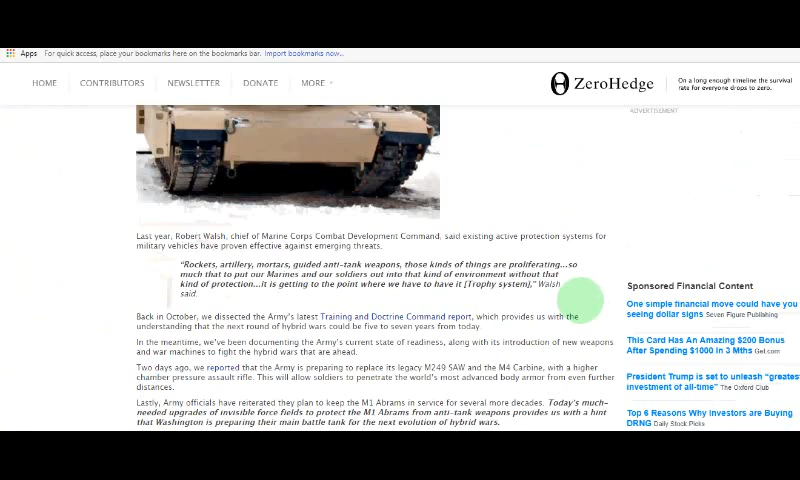 Apps For quick access, place your bookmarks here on the bookmarks bar. Import bookmarks now...
HOME CONTRIBUTORS NEWSLETTER DONATE MORE
ZeroHedge
On a long enough timeline the survival
rate for everyone drops to zero.
ADVERTISEMENT
Last year, Robert Walsh, chief of Marine Corps Combat Development Command, said existing active protection systems for
military vehicles have proven effective against emerging threats.
"Rockets, artillery, mortars, guided anti-tank weapons, those kinds of things are proliferating...so
much that to put our Marines and our soldiers out into that kind of environment without that
kind of protection...it is getting to the point where we have to have it [Trophy system]," Walsh
said.
Back in October, we dissected the Army's latest Training and Doctrine Command report, which provides us with the
understanding that the next round of hybrid wars could be five to seven years from today.
In the meantime, we've been documenting the Army's current state of readiness, along with its introduction of new weapons
and war machines to fight the hybrid wars that are ahead.
Two days ago, we reported that the Army is preparing to replace its legacy M249 SAW and the M4 Carbine, with a higher
chamber pressure assault rifle. This will allow soldiers to penetrate the world's most advanced body armor from even further
distances.
Lastly, Army officials have reiterated they plan to keep the M1 Abrams in service for several more decades. Today's much-
needed upgrades of invisible force fields to protect the M1 Abrams from anti-tank weapons provides us with a hint
that Washington is preparing their main battle tank for the next evolution of hybrid wars.
Sponsored Financial Content
One simple financial move could have you
seeing dollar signs Seven Figure Publishing
This Card Has An Amazing $200 Bonus
After Spending $1000 in 3 Mths Get.com
President Trump is set to unleash "greatest
investment of all-time" The Oxford Club
Top 6 Reasons Why Investors are Buying
DRNG Daily Stock Picks